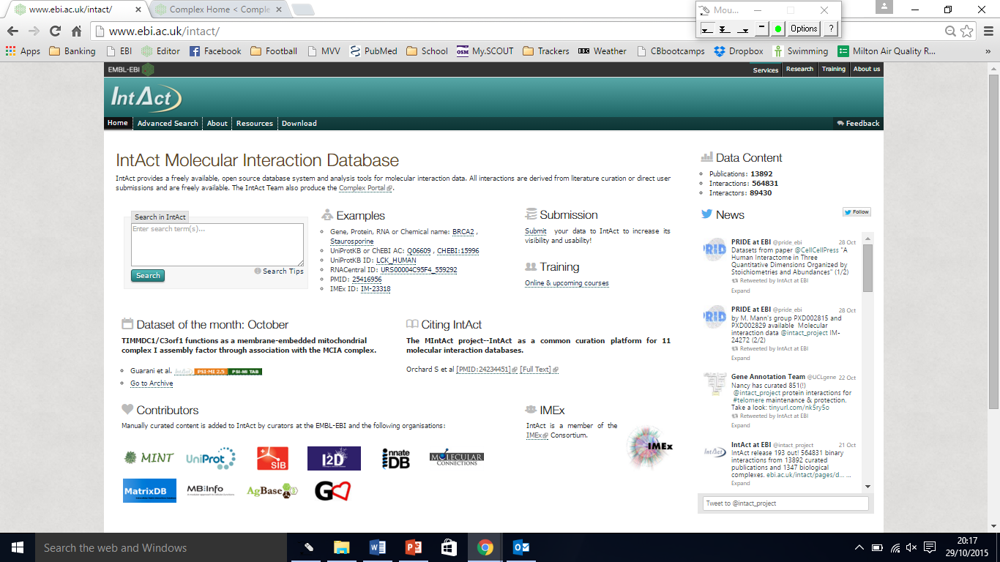 www.ebi.ac.uk/intact/
Complex Home < Comple
Mou...
Options ?
www.ebi.ac.uk/intact/
Apps Banking EBI Editor Facebook Football MVV PubMed School My.SCOUT Trackers Weather CBbootcamps Dropbox Swimming Milton Air Quality R... »
EMBL-EBI
Services Research Training About us
IntAct
Home Advanced Search About Resources Download
Feedback
IntAct Molecular Interaction Database
IntAct provides a freely available, open source database system and analysis tools for molecular interaction data. All interactions are derived from literature curation or direct user
submissions and are freely available. The IntAct Team also produce the Complex Portal.
Search in IntAct
Enter search term(s)...
Search
Search Tips
Examples
Gene, Protein, RNA or Chemical name: BRCA2 ,
Staurosporine
UniProtKB or ChEBI AC: Q06609 , CHEBI:15996
UniProtKB ID: LCK_HUMAN
RNACentral ID: URS00004C95F4_559292
PMID: 25416956
IMEx ID: IM-23318
Submission
Submit your data to IntAct to increase its
visibility and usability!
Training
Online & upcoming courses
Dataset of the month: October
TIMMDC1/C3orf1 functions as a membrane-embedded mitochondrial
complex I assembly factor through association with the MCIA complex.
Guarani et al. IntAct PSI-MI 2.5 PSI-MI TAB
Go to Archive
Citing IntAct
The MIntAct project--IntAct as a common curation platform for 11
molecular interaction databases.
Orchard S et al [PMID:24234451] [Full Text]
Contributors
Manually curated content is added to IntAct by curators at the EMBL-EBI and the following organisations:
MINT UniProt SIB I2D InnateDB MOLECULAR CONNECTIONS
MatrixDB MBInfo AgBase
IMEx
IntAct is a member of the
IMEx Consortium.
IMEx
Data Content
Publications: 13892
Interactions: 564831
Interactors: 89430
News
Follow
PRIDE at EBI @pride_ebi 28 Oct
Datasets from paper @CellCellPress "A
Human Interactome in Three
Quantitative Dimensions Organized by
Stoichiometries and Abundances" (1/2)
Retweeted by IntAct at EBI
Expand
PRIDE at EBI @pride_ebi 28 Oct
by M. Mann's group PXD002815 and
PXD002829 available Molecular
interaction data @intact_project IM-
24272 (2/2)
Retweeted by IntAct at EBI
Expand
Gene Annotation Team @UCLgene 22 Oct
Nancy has curated 851(!)
@intact_project protein interactions for
#telomere maintenance & protection.
Take a look: tinyurl.com/nk5ry5o
Retweeted by IntAct at EBI
Expand
IntAct at EBI @intact_project 21 Oct
IntAct release 193 out! 564831 binary
interactions from 13892 curated
publications and 1347 biological
complexes. ebi.ac.uk/intact/pages/d... ...
Expand
Tweet to @intact_project
Search the web and Windows
20:17
29/10/2015